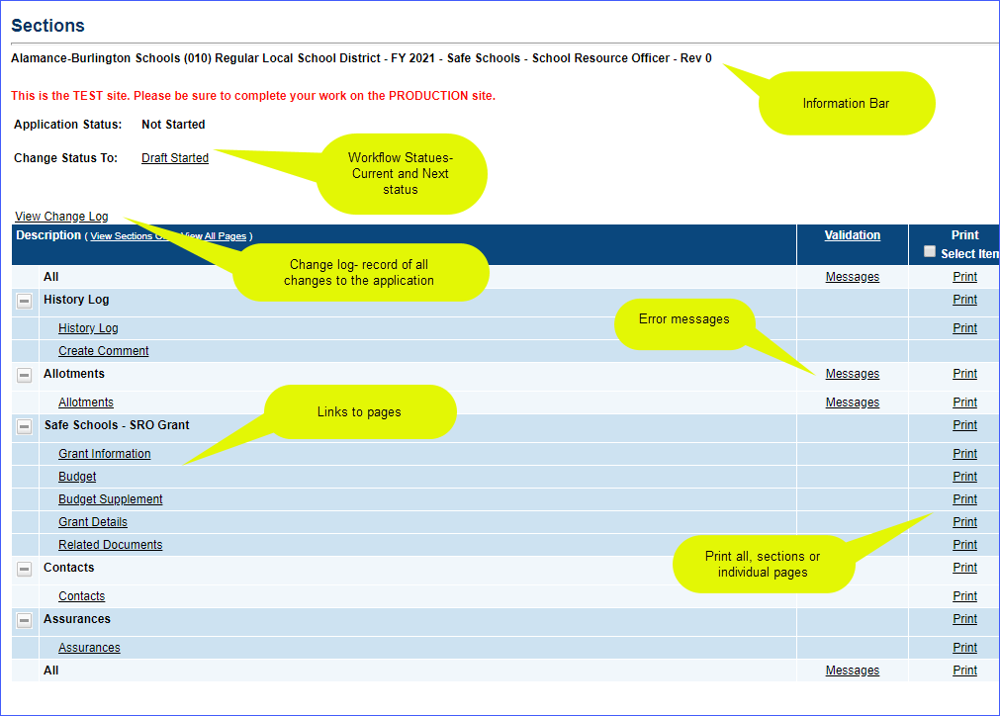 Sections
Alamance-Burlington Schools (010) Regular Local School District - FY 2021 - Safe Schools - School Resource Officer - Rev 0
Information Bar
This is the TEST site. Please be sure to complete your work on the PRODUCTION site.
Application Status: Not Started
Change Status To: Draft Started
Workflow Statues-
Current and Next
status
View Change Log
Description ( View Sections View All Pages )
Validation
Print
Select Item
Change log- record of all
changes to the application
All Messages Print
History Log Print
Error messages
History Log Print
Create Comment
Allotments Messages Print
Allotments Messages Print
Links to pages
Safe Schools - SRO Grant Print
Grant Information Print
Budget Print
Budget Supplement Print
Grant Details Print
Related Documents Print
Print all, sections or
individual pages
Contacts Print
Contacts Print
Assurances Print
Assurances Print
All Messages Print